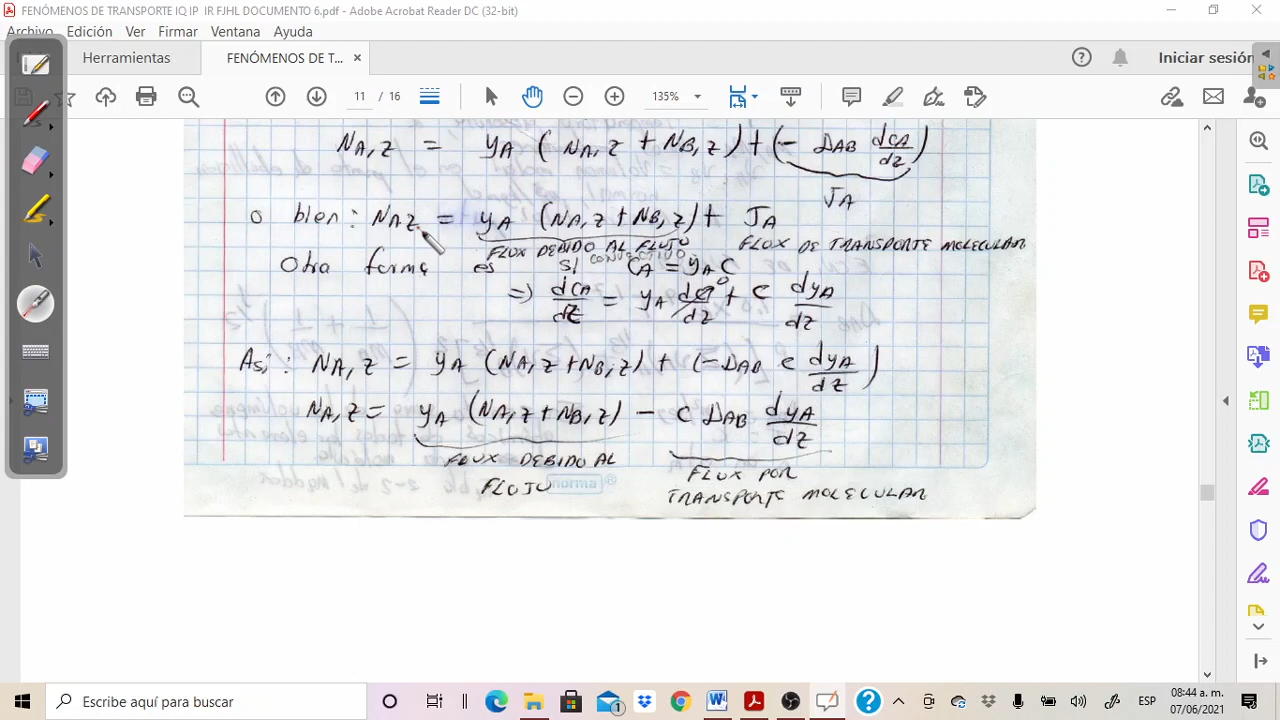 FENÓMENOS DE TRANSPORTE IQ IP IR FJHL DOCUMENTO 6.pdf - Adobe Acrobat Reader DC (32-bit)
Archivo Edición Ver Firmar Ventana Ayuda
Herramientas FENÓMENOS DE T... Iniciar sesión
11 / 16 135%
NA,z = yA (NA,z + NB,z) + (- DAB dCA/dz)
JA
O bien: NAz = yA (NA,z + NB,z) + JA
FLUX DEBIDO AL FLUJO CONVECTIVO FLUX DE TRANSPORTE MOLECULAR
Otra forma es si CA = yA C
=> dCA/dz = yA dC/dz 0 + C dyA/dz
Así: NA,z = yA (NA,z + NB,z) + (- DAB C dyA/dz)
NA,z = yA (NA,z + NB,z) - C DAB dyA/dz
FLUX DEBIDO AL FLUJO
FLUX POR TRANSPORTE MOLECULAR
norma®
Escribe aquí para buscar
1
ESP
08:44 a. m.
07/06/2021